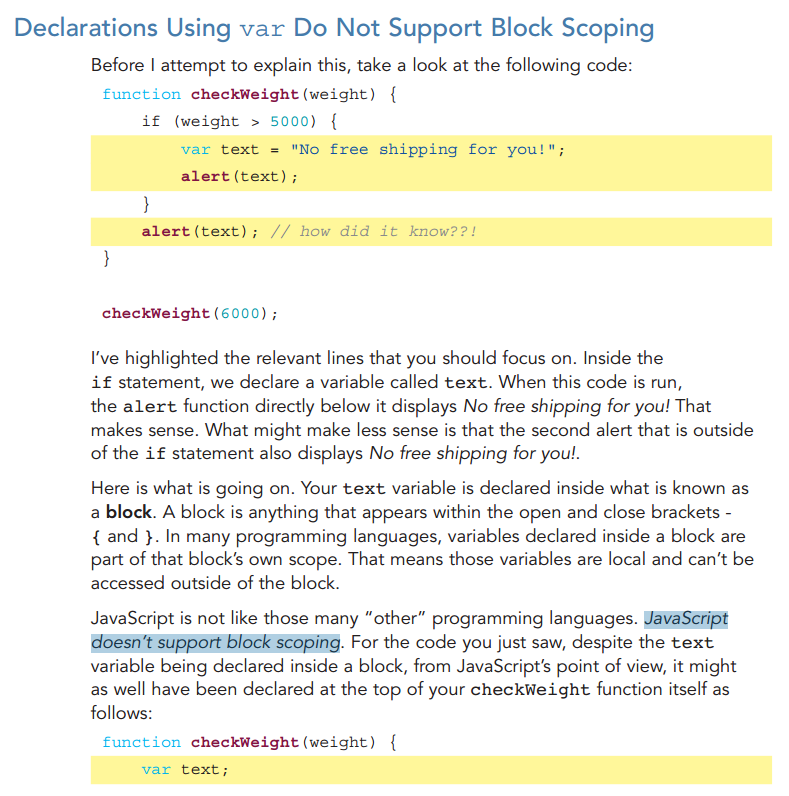 Declarations Using var Do Not Support Block Scoping
Before I attempt to explain this, take a look at the following code:
function checkWeight(weight) {
    if (weight > 5000) {
        var text = "No free shipping for you!";
        alert(text);
    }
    alert(text); // how did it know??!
}
checkWeight(6000);
I’ve highlighted the relevant lines that you should focus on. Inside the
if statement, we declare a variable called text. When this code is run,
the alert function directly below it displays No free shipping for you! That
makes sense. What might make less sense is that the second alert that is outside
of the if statement also displays No free shipping for you!.
Here is what is going on. Your text variable is declared inside what is known as
a block. A block is anything that appears within the open and close brackets -
{ and }. In many programming languages, variables declared inside a block are
part of that block’s own scope. That means those variables are local and can’t be
accessed outside of the block.
JavaScript is not like those many “other” programming languages. JavaScript
doesn’t support block scoping. For the code you just saw, despite the text
variable being declared inside a block, from JavaScript’s point of view, it might
as well have been declared at the top of your checkWeight function itself as
follows:
function checkWeight(weight) {
    var text;